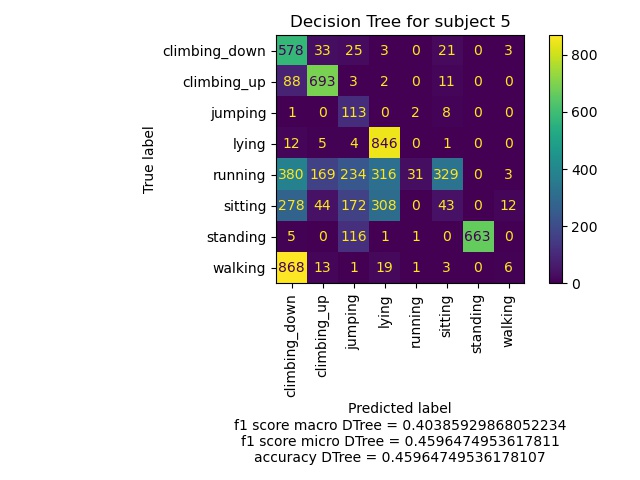 Decision Tree for subject 5
climbing_down 578 33 25 3 0 21 0 3
climbing_up 88 693 3 2 0 11 0 0
jumping 1 0 113 0 2 8 0 0
lying 12 5 4 846 0 1 0 0
running 380 169 234 316 31 329 0 3
sitting 278 44 172 308 0 43 0 12
standing 5 0 116 1 1 0 663 0
walking 868 13 1 19 1 3 0 6
True label
800
600
400
200
0
climbing_down
climbing_up
jumping
lying
running
sitting
standing
walking
Predicted label
f1 score macro DTree = 0.40385929868052234
f1 score micro DTree = 0.4596474953617811
accuracy DTree = 0.45964749536178107